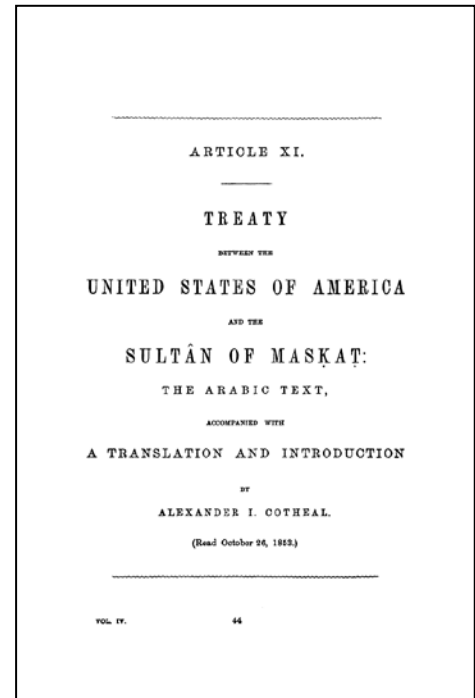 ARTICLE XI.
TREATY
BETWEEN THE
UNITED STATES OF AMERICA
AND THE
SULTÂN OF MASḲAṬ:
THE ARABIC TEXT,
ACCOMPANIED WITH
A TRANSLATION AND INTRODUCTION
BY
ALEXANDER I. COTHEAL.
(Read October 26, 1853.)
VOL. IV. 44